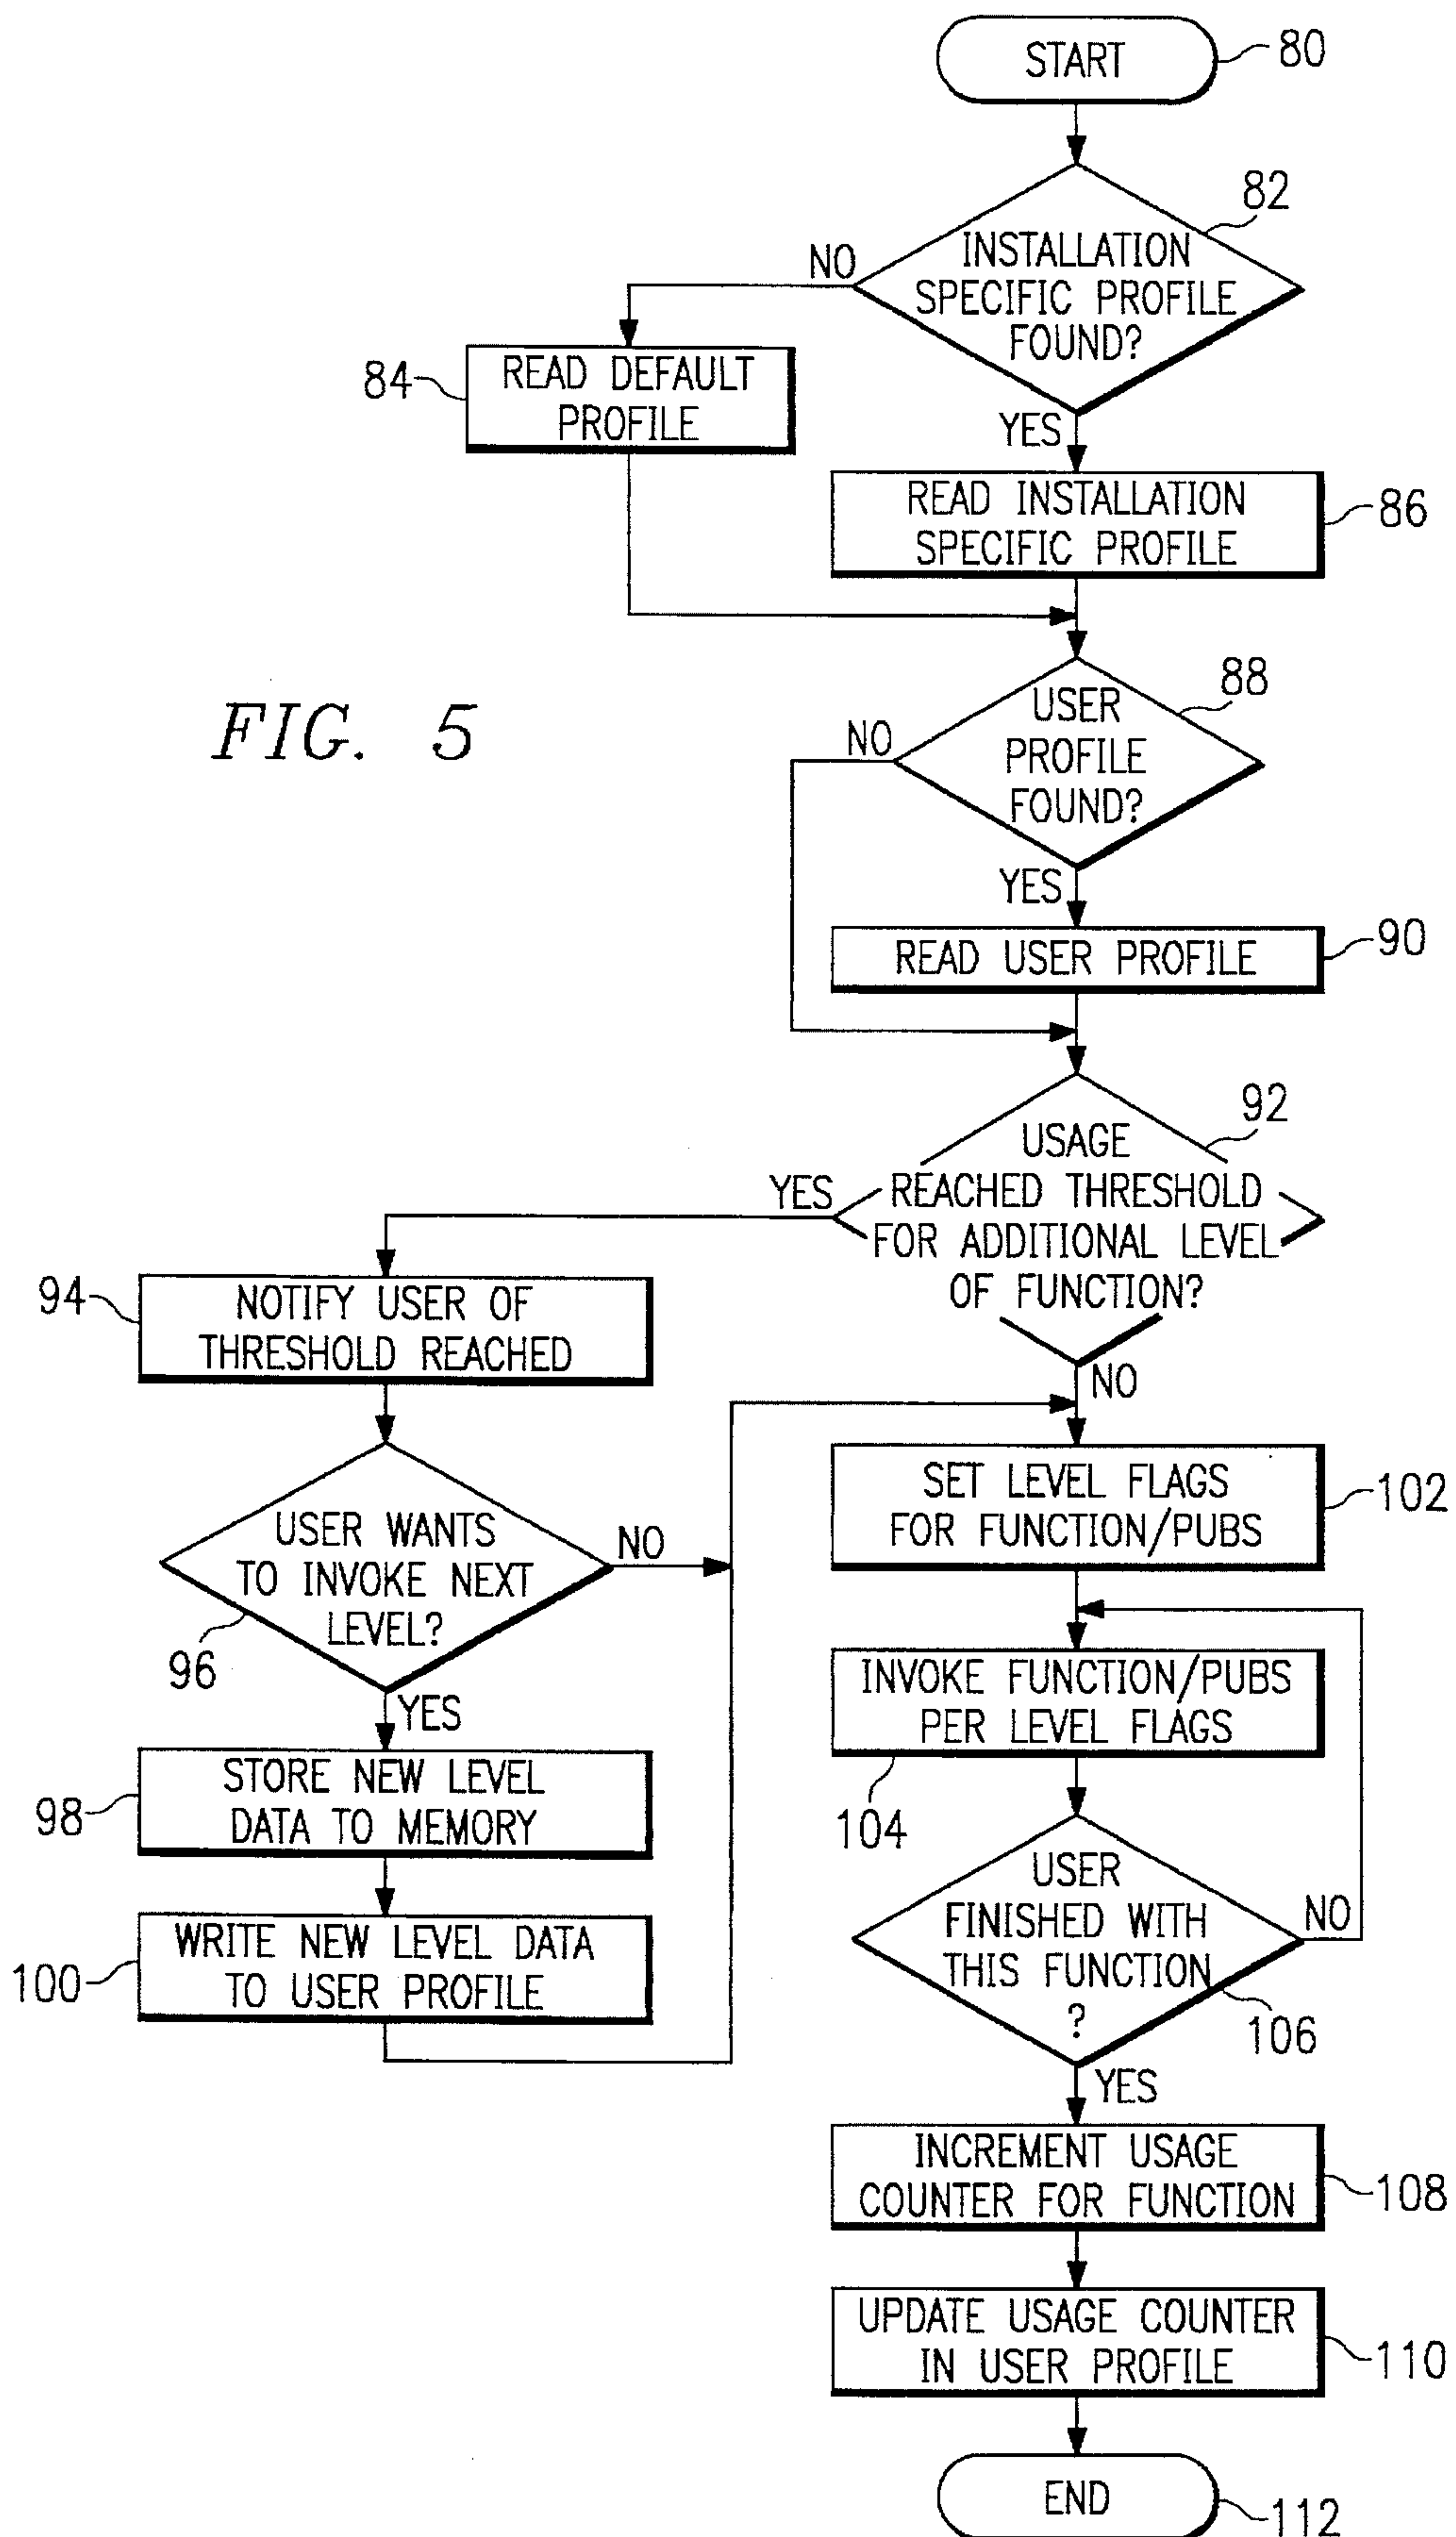 START
80
82
INSTALLATION
SPECIFIC PROFILE
FOUND?
NO
YES
84
READ DEFAULT
PROFILE
READ INSTALLATION
SPECIFIC PROFILE
86
FIG. 5
88
USER
PROFILE
FOUND?
NO
YES
READ USER PROFILE
90
92
USAGE
REACHED THRESHOLD
FOR ADDITIONAL LEVEL
OF FUNCTION?
YES
NO
94
NOTIFY USER OF
THRESHOLD REACHED
USER WANTS
TO INVOKE NEXT
LEVEL?
NO
96
YES
98
STORE NEW LEVEL
DATA TO MEMORY
100
WRITE NEW LEVEL DATA
TO USER PROFILE
SET LEVEL FLAGS
FOR FUNCTION/PUBS
102
INVOKE FUNCTION/PUBS
PER LEVEL FLAGS
104
USER
FINISHED WITH
THIS FUNCTION
?
NO
106
YES
INCREMENT USAGE
COUNTER FOR FUNCTION
108
UPDATE USAGE COUNTER
IN USER PROFILE
110
END
112